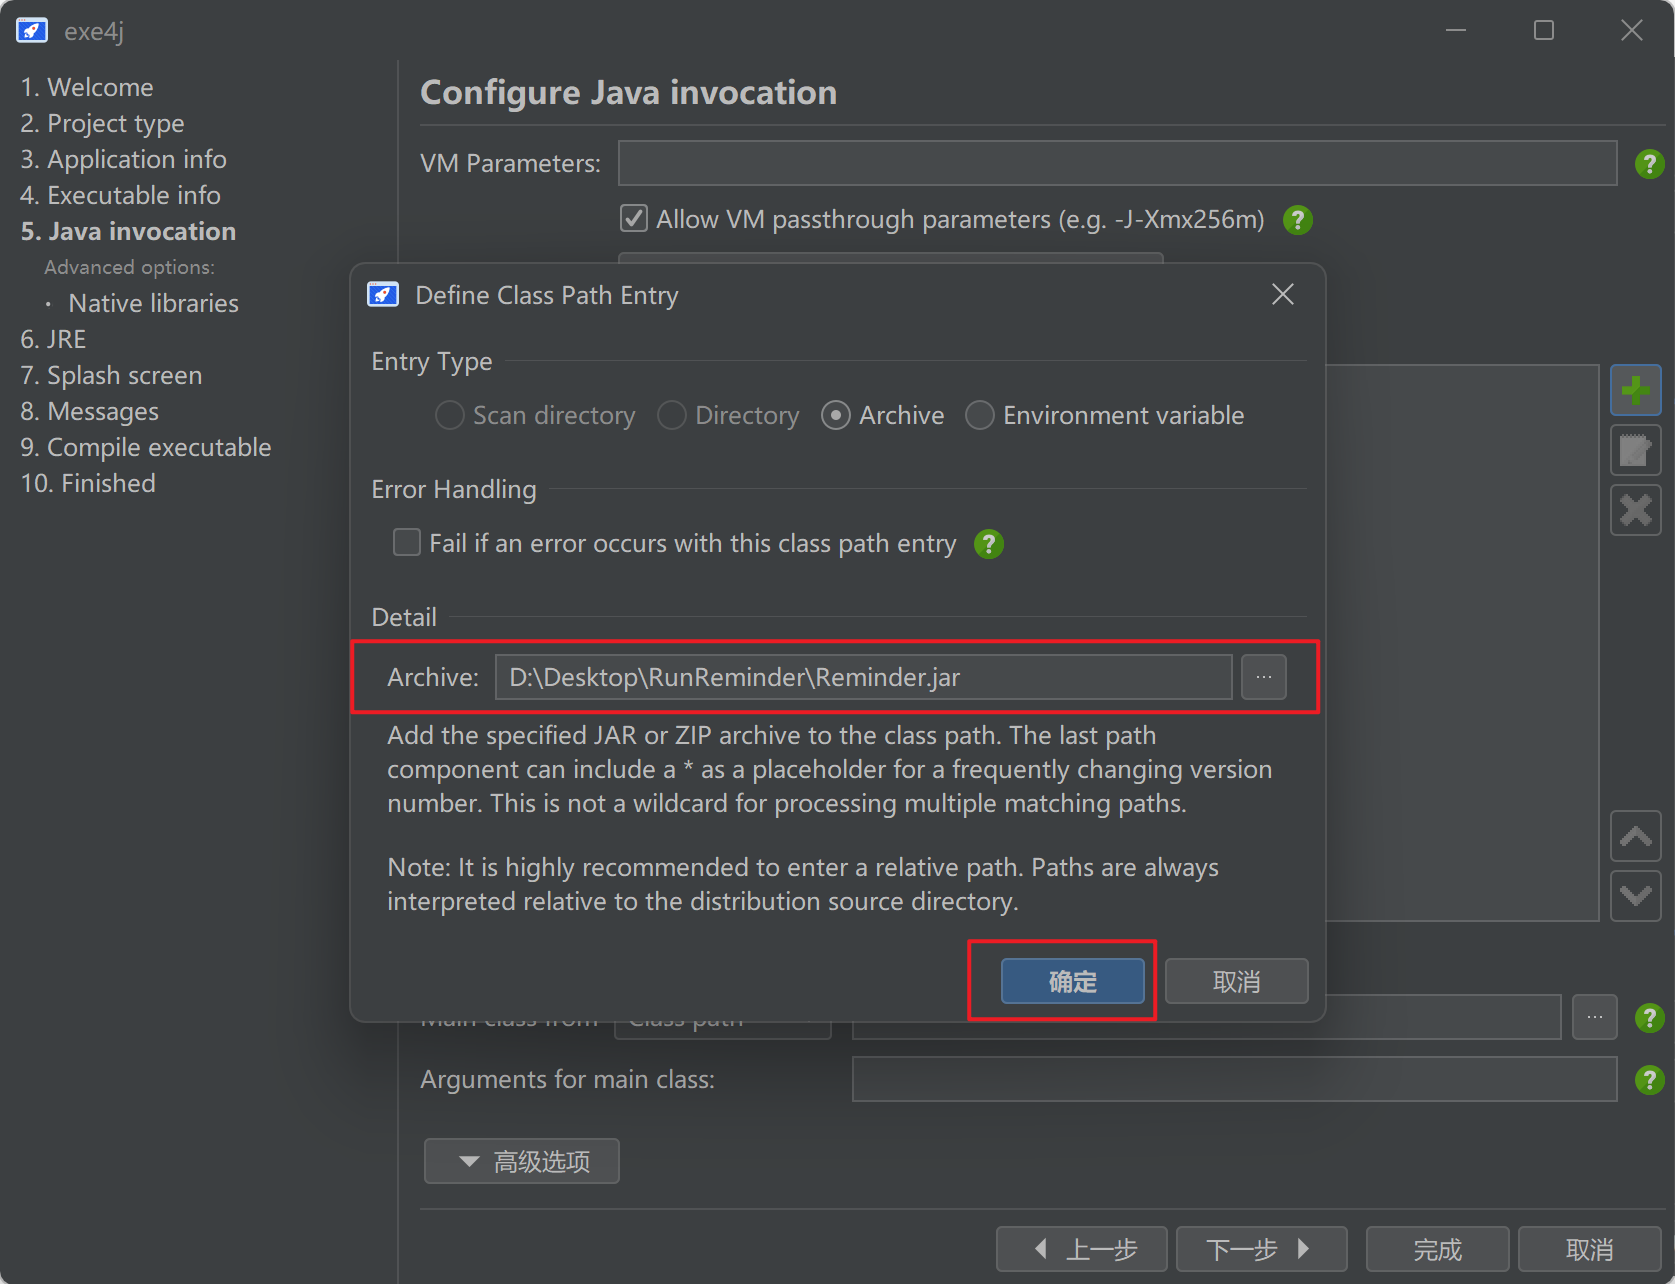 exe4j
1. Welcome
2. Project type
3. Application info
4. Executable info
5. Java invocation
Advanced options:
· Native libraries
6. JRE
7. Splash screen
8. Messages
9. Compile executable
10. Finished
Configure Java invocation
VM Parameters:
Allow VM passthrough parameters (e.g. -J-Xmx256m)
Define Class Path Entry
Entry Type
Scan directory Directory Archive Environment variable
Error Handling
Fail if an error occurs with this class path entry
Detail
Archive: D:\Desktop\RunReminder\Reminder.jar ...
Add the specified JAR or ZIP archive to the class path. The last path
component can include a * as a placeholder for a frequently changing version
number. This is not a wildcard for processing multiple matching paths.
Note: It is highly recommended to enter a relative path. Paths are always
interpreted relative to the distribution source directory.
确定 取消
Main class from Class path ...
Arguments for main class:
高级选项
上一步 下一步 完成 取消